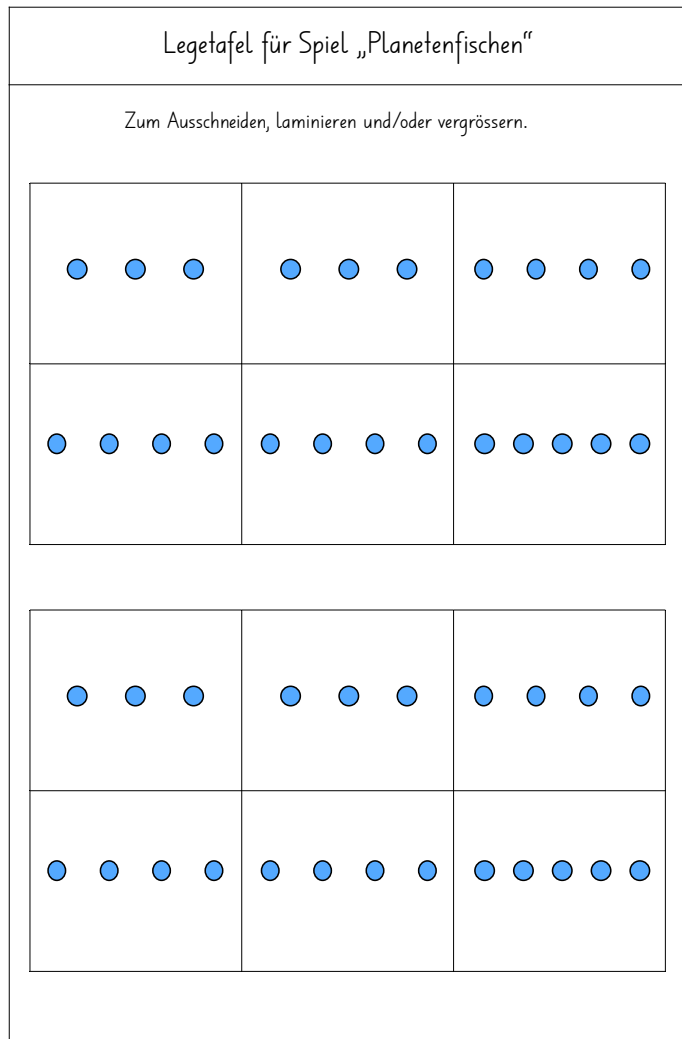 Legetafel für Spiel „Planetenfischen“
Zum Ausschneiden, laminieren und/oder vergrössern.